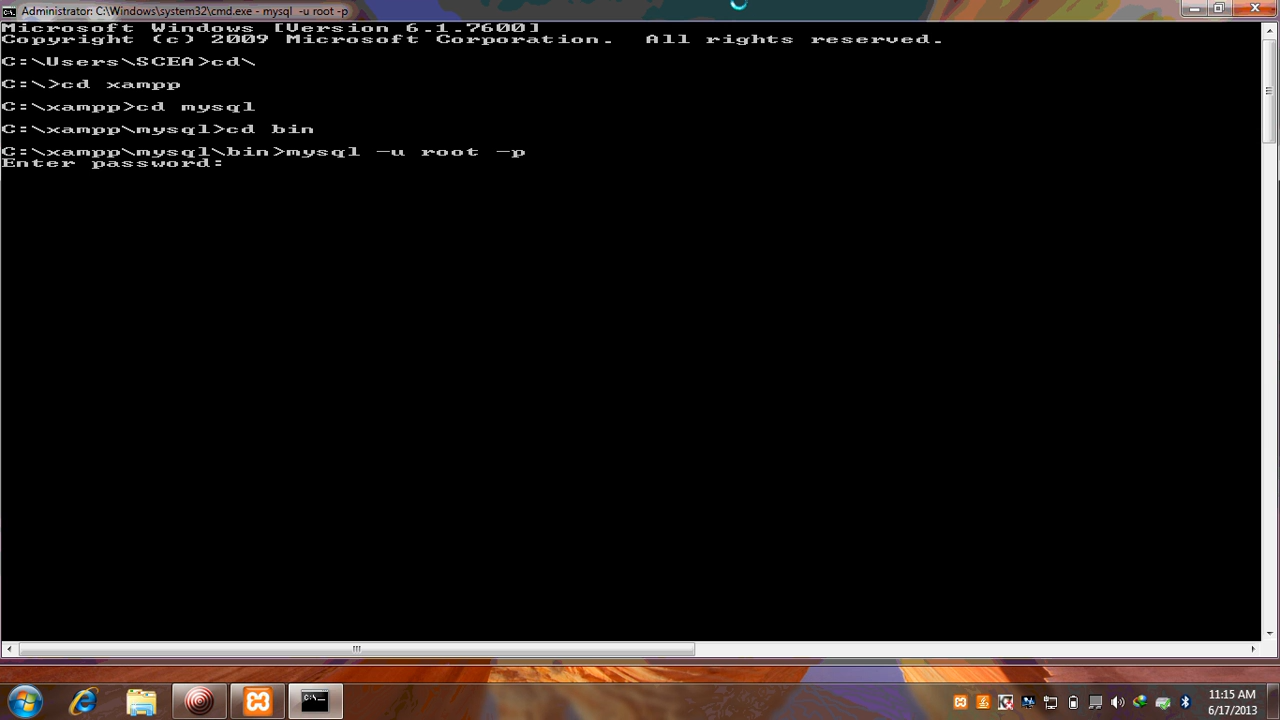 Administrator: C:\Windows\system32\cmd.exe - mysql -u root -p
Microsoft Windows [Version 6.1.7600]
Copyright (c) 2009 Microsoft Corporation. All rights reserved.
C:\Users\SCEA>cd\
C:\>cd xampp
C:\xampp>cd mysql
C:\xampp\mysql>cd bin
C:\xampp\mysql\bin>mysql -u root -p
Enter password:
11:15 AM
6/17/2013